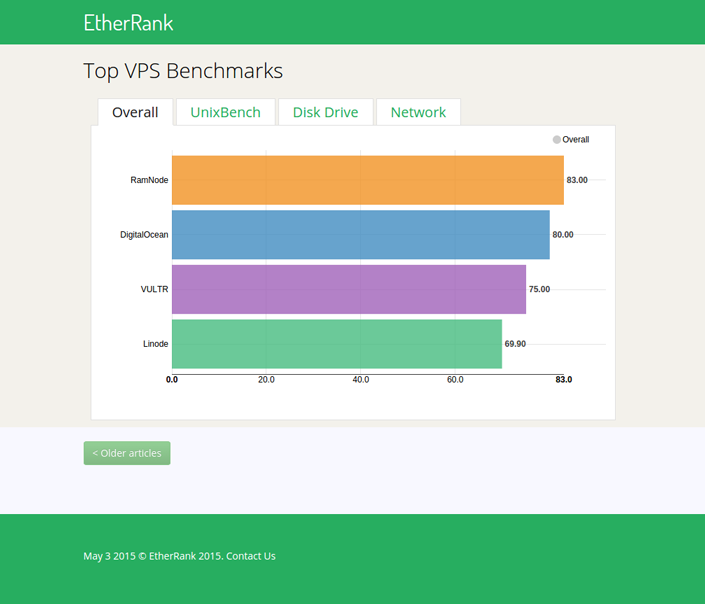 EtherRank
Top VPS Benchmarks
Overall
UnixBench
Disk Drive
Network
Overall
RamNode
83.00
DigitalOcean
80.00
VULTR
75.00
Linode
69.90
0.0 20.0 40.0 60.0 83.0
< Older articles
May 3 2015 © EtherRank 2015. Contact Us